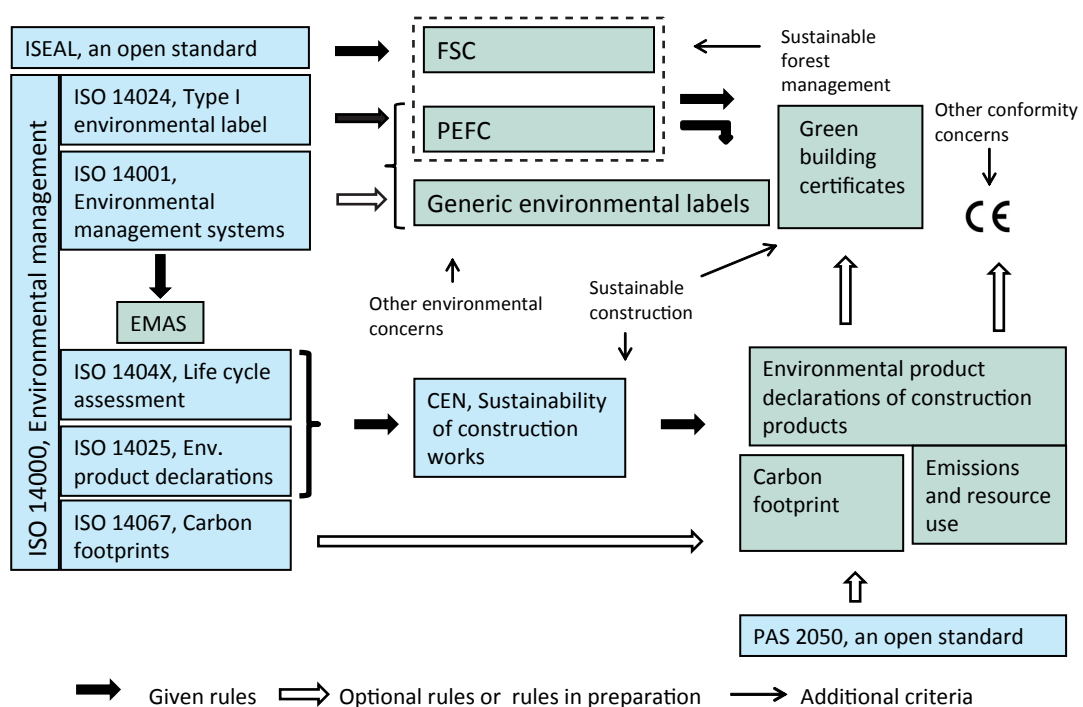 ISEAL, an open standard
FSC
Sustainable
forest
management
ISO 14000, Environmental management
ISO 14024, Type I
environmental label
PEFC
Green
building
certificates
Other conformity
concerns
CE
ISO 14001,
Environmental
management systems
Generic environmental labels
EMAS
Other environmental
concerns
Sustainable
construction
ISO 1404X, Life cycle
assessment
CEN, Sustainability
of construction
works
Environmental product
declarations of construction
products
ISO 14025, Env.
product declarations
Carbon
footprint
Emissions
and resource
use
ISO 14067, Carbon
footprints
PAS 2050, an open standard
Given rules
Optional rules or rules in preparation
Additional criteria